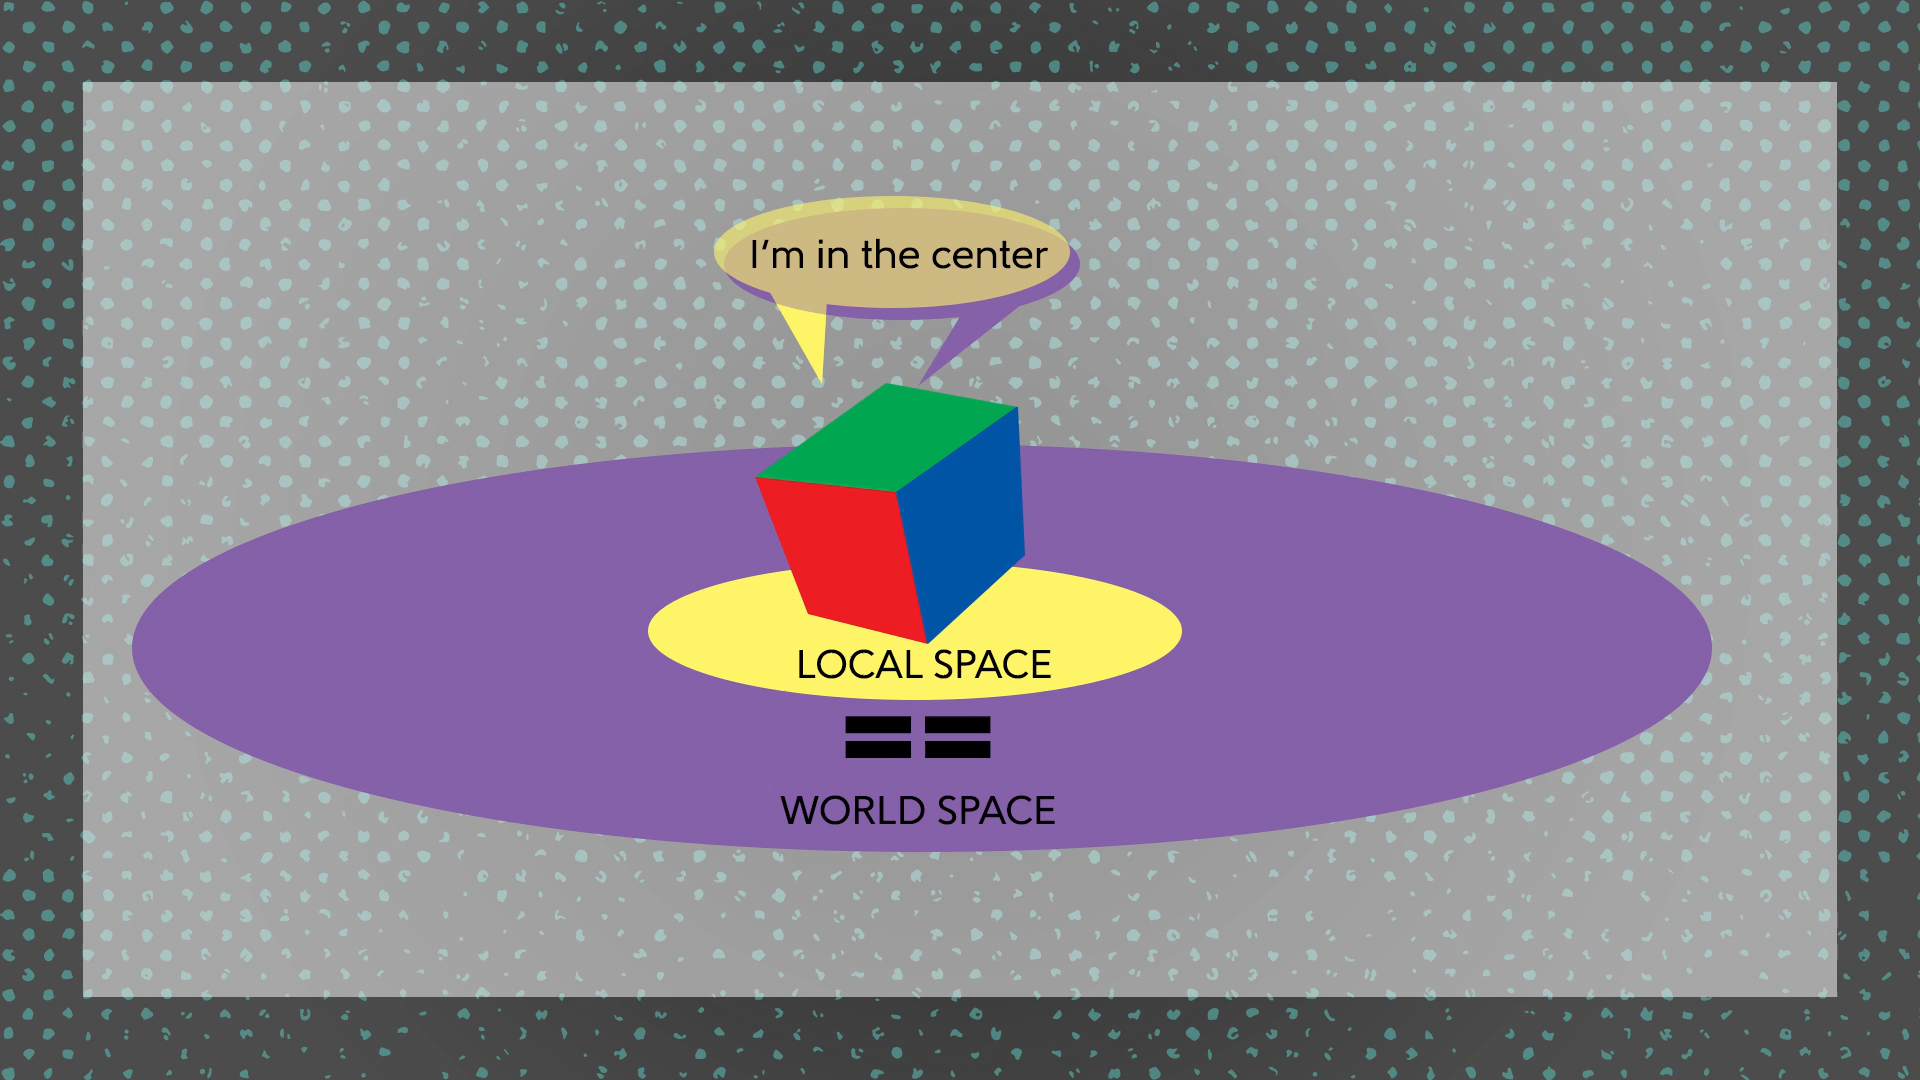 I'm in the center
LOCAL SPACE
==
WORLD SPACE